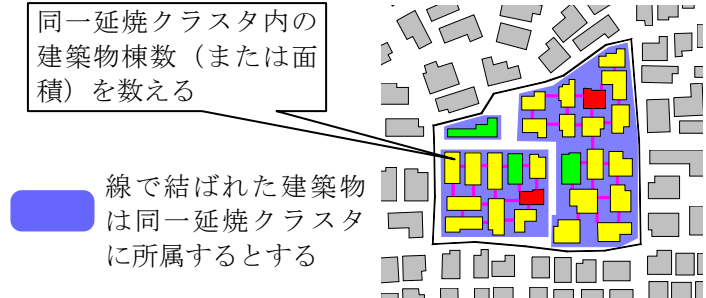 同一延焼クラスタ内の
建築物棟数（または面
積）を数える
線で結ばれた建築物
は同一延焼クラスタ
に所属するとする